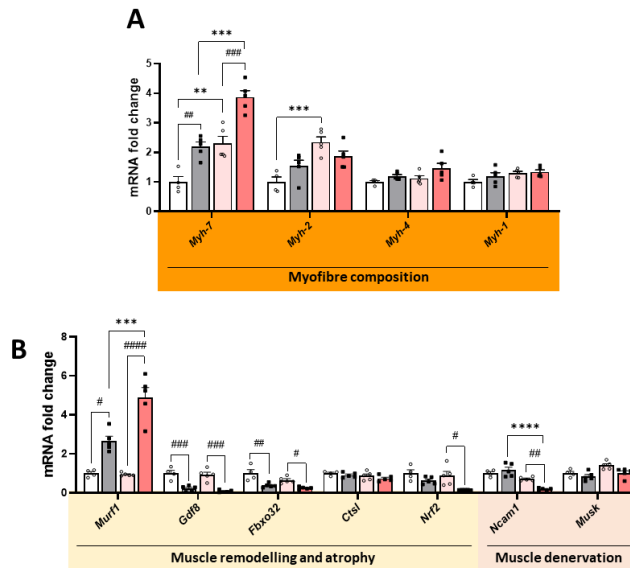 A
mRNA fold change
5
4
3
2
1
0
***
###
**
##
***
Myh-7 Myh-2 Myh-4 Myh-1
Myofibre composition
B
mRNA fold change
8
6
4
2
0
***
####
#
###
###
##
#
#
****
##
Murf1 Gdf8 Fbxo32 Ctsl Nrf2 Ncam1 Musk
Muscle remodelling and atrophy
Muscle denervation